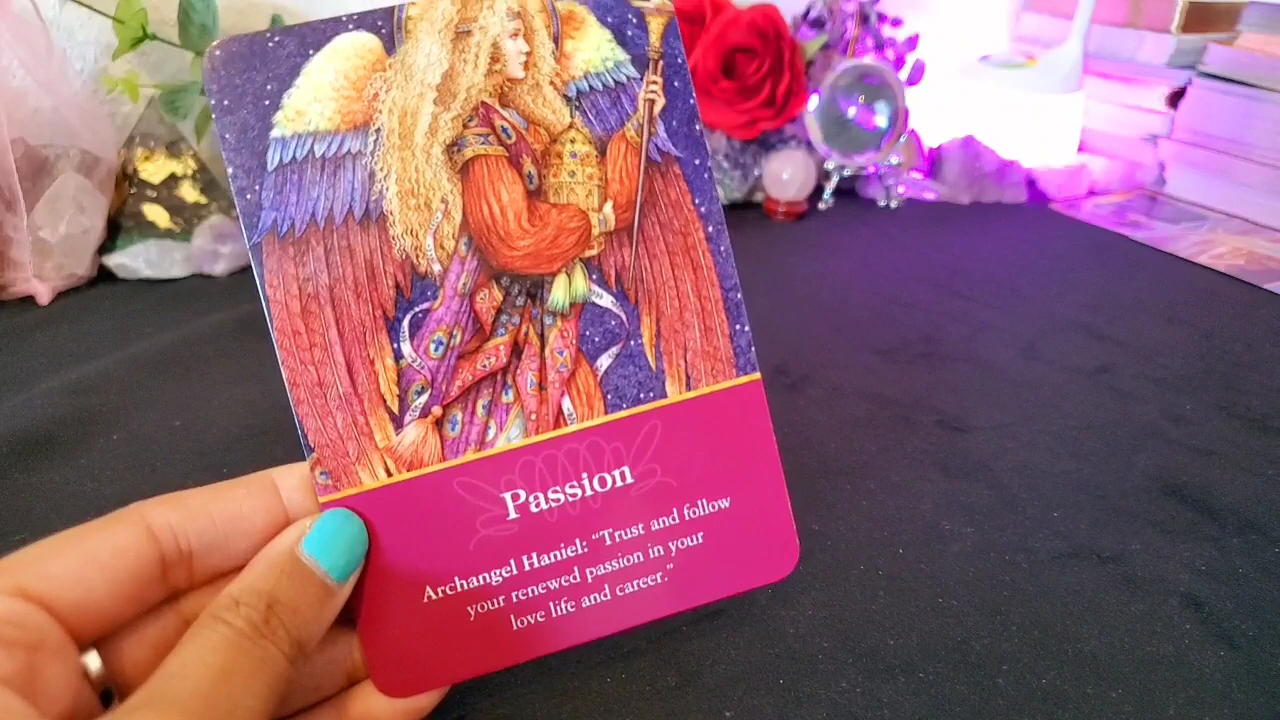 Passion
Archangel Haniel: “Trust and follow
your renewed passion in your
love life and career.”